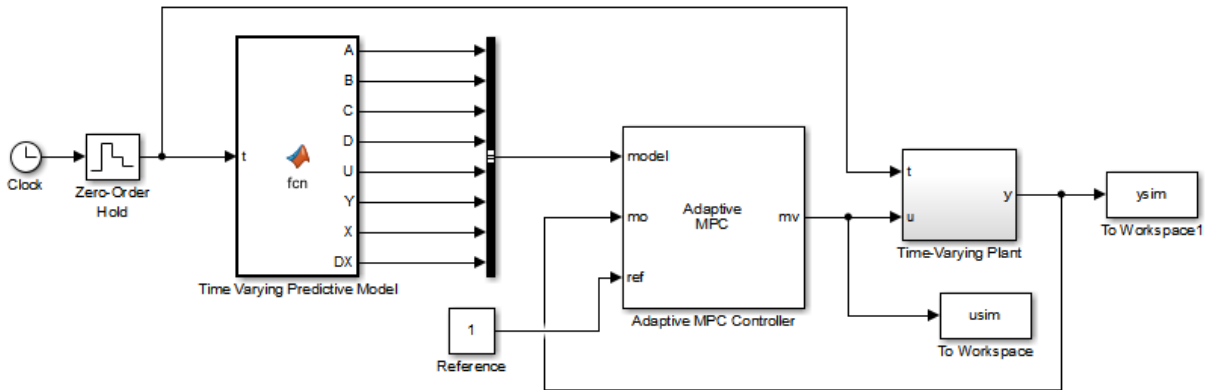 Clock
Zero-Order
Hold
t
fcn
A
B
C
D
U
Y
X
DX
Time Varying Predictive Model
1
Reference
model
mo
ref
Adaptive
MPC
mv
Adaptive MPC Controller
t
u
y
Time-Varying Plant
ysim
To Workspace1
usim
To Workspace